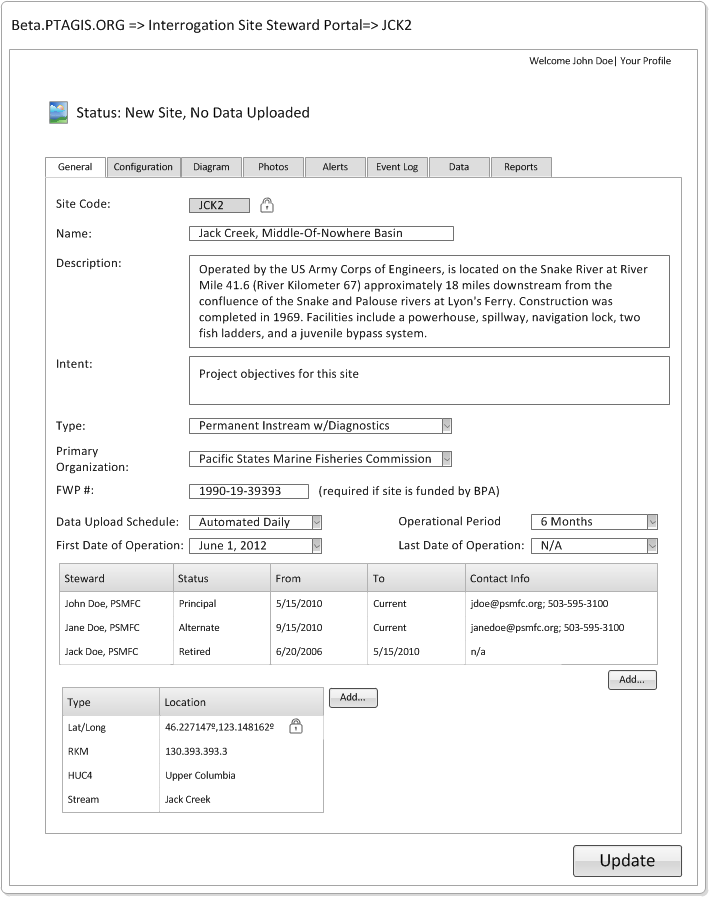 Beta.PTAGIS.ORG => Interrogation Site Steward Portal=> JCK2
Welcome John Doe| Your Profile
Status: New Site, No Data Uploaded
General Configuration Diagram Photos Alerts Event Log Data Reports
Site Code: JCK2
Name: Jack Creek, Middle-Of-Nowhere Basin
Description: Operated by the US Army Corps of Engineers, is located on the Snake River at River
Mile 41.6 (River Kilometer 67) approximately 18 miles downstream from the
confluence of the Snake and Palouse rivers at Lyon's Ferry. Construction was
completed in 1969. Facilities include a powerhouse, spillway, navigation lock, two
fish ladders, and a juvenile bypass system.
Intent: Project objectives for this site
Type: Permanent Instream w/Diagnostics
Primary
Organization: Pacific States Marine Fisheries Commission
FWP #: 1990-19-39393 (required if site is funded by BPA)
Data Upload Schedule: Automated Daily Operational Period 6 Months
First Date of Operation: June 1, 2012 Last Date of Operation: N/A
Steward Status From To Contact Info
John Doe, PSMFC Principal 5/15/2010 Current jdoe@psmfc.org; 503-595-3100
Jane Doe, PSMFC Alternate 9/15/2010 Current janedoe@psmfc.org; 503-595-3100
Jack Doe, PSMFC Retired 6/20/2006 5/15/2010 n/a
Add...
Type Location Add...
Lat/Long 46.227147º,123.148162º
RKM 130.393.393.3
HUC4 Upper Columbia
Stream Jack Creek
Update